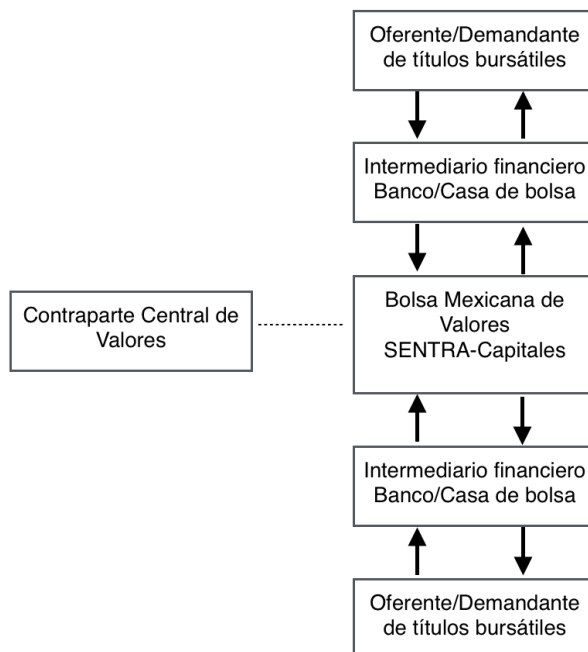 Oferente/Demandante
de títulos bursátiles
Intermediario financiero
Banco/Casa de bolsa
Contraparte Central de
Valores
Bolsa Mexicana de
Valores
SENTRA-Capitales
Intermediario financiero
Banco/Casa de bolsa
Oferente/Demandante
de títulos bursátiles